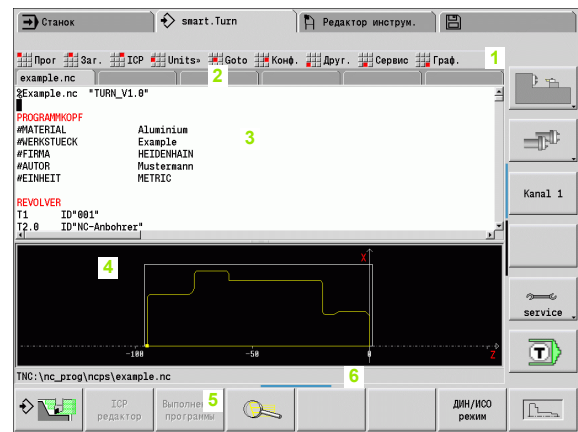 Станок
smart.Turn
Редактор инструм.
Прог Заг. ICP Units» Goto Конф. Друг. Сервис Граф. 1
example.nc 2
%Example.nc "TURN_V1.0"
PROGRAMMKOPF
#MATERIAL Aluminium
#WERKSTUECK Example
#FIRMA HEIDENHAIN
#AUTOR Mustermann
#EINHEIT METRIC
3
REVOLVER
T1 ID"001"
T2.0 ID"NC-Anbohrer"
Kanal 1
4
X
-100 -50 0 Z
service
T
TNC:\nc_prog\ncps\example.nc 6
ICP редактор
5
программы
ДИН/ИСО режим